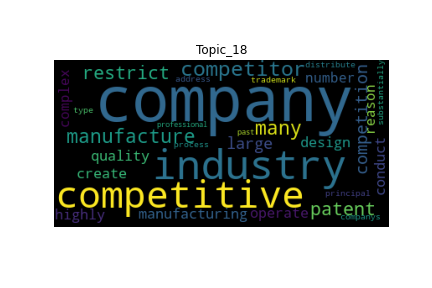 Topic_18
distribute
restrict
competitor
address
trademark
number
substantially
complex
company
type
competition
reason
professional
manufacture
many
past
process
large
design
conduct
industry
quality
create
competitive
principal
highly
manufacturing
operate
patent
companys